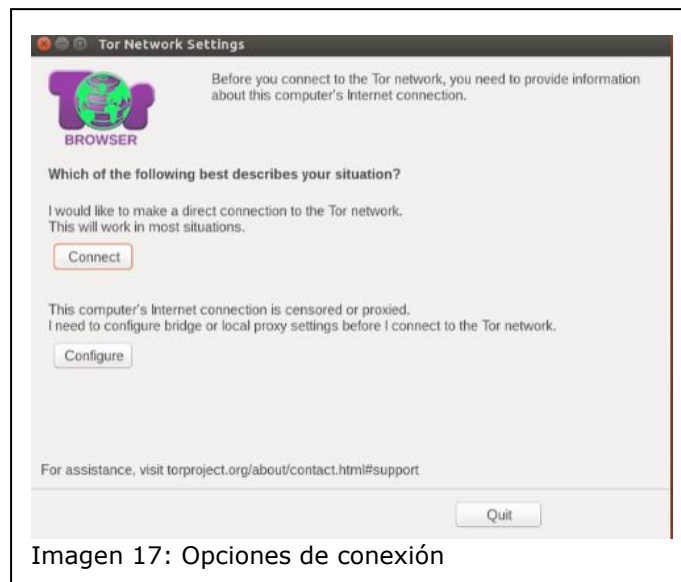 Tor Network Settings
Before you connect to the Tor network, you need to provide information
about this computer's Internet connection.
Tor
BROWSER
Which of the following best describes your situation?
I would like to make a direct connection to the Tor network.
This will work in most situations.
Connect
This computer's Internet connection is censored or proxied.
I need to configure bridge or local proxy settings before I connect to the Tor network.
Configure
For assistance, visit torproject.org/about/contact.html#support
Quit
Imagen 17: Opciones de conexión